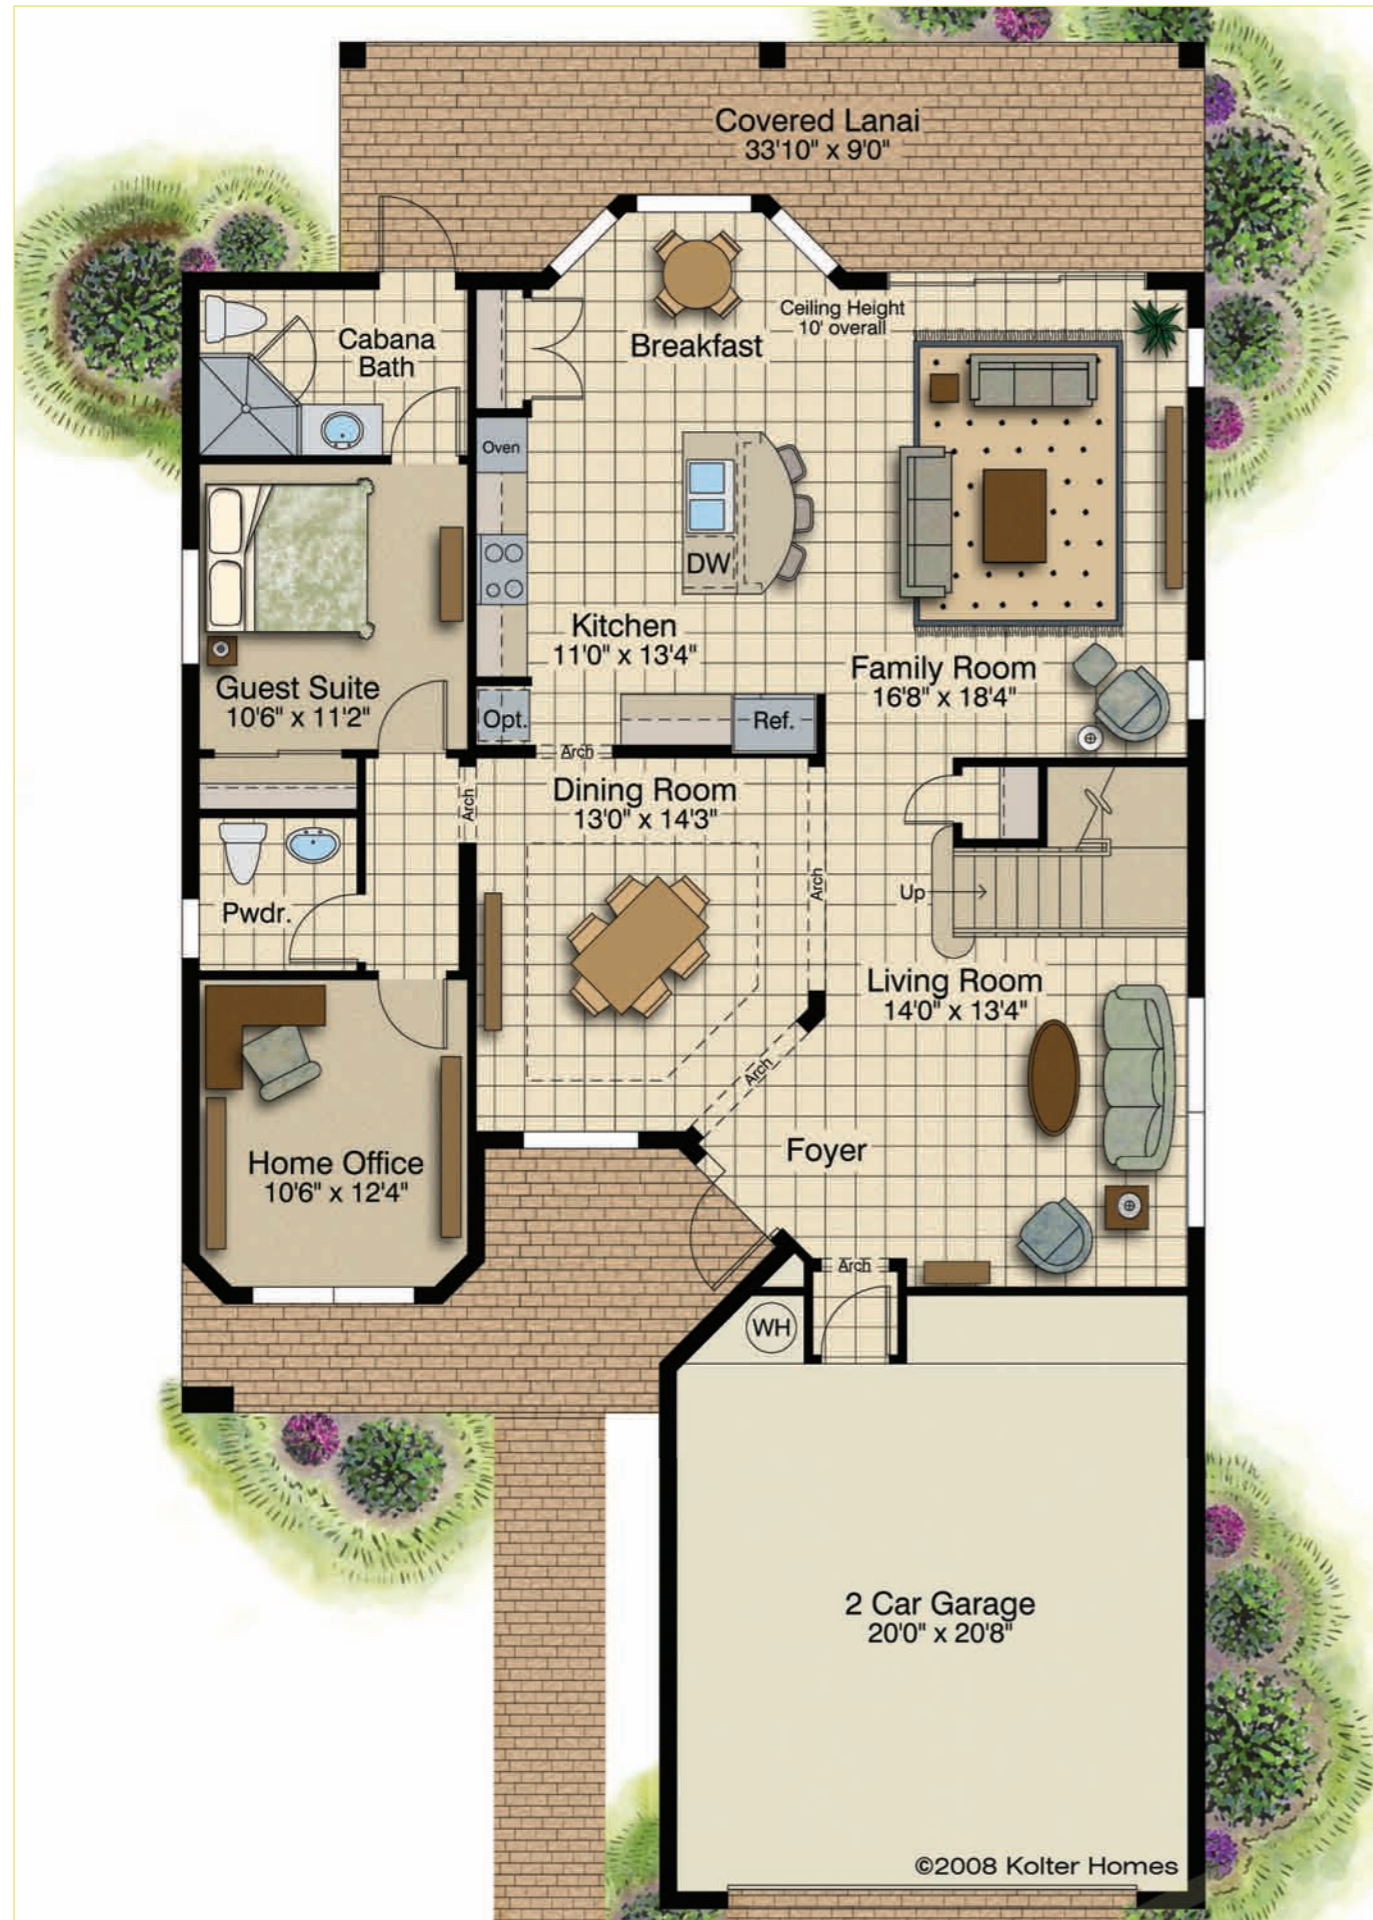 Covered Lanai
33'10" x 9'0"
Ceiling Height
10' overall
Cabana
Bath
Breakfast
Oven
DW
Kitchen
11'0" x 13'4"
Family Room
16'8" x 18'4"
Guest Suite
10'6" x 11'2"
Opt.
Ref.
Arch
Dining Room
13'0" x 14'3"
Arch
Arch
Up
Pwdr.
Living Room
14'0" x 13'4"
Arch
Foyer
Home Office
10'6" x 12'4"
Arch
WH
2 Car Garage
20'0" x 20'8"
©2008 Kolter Homes